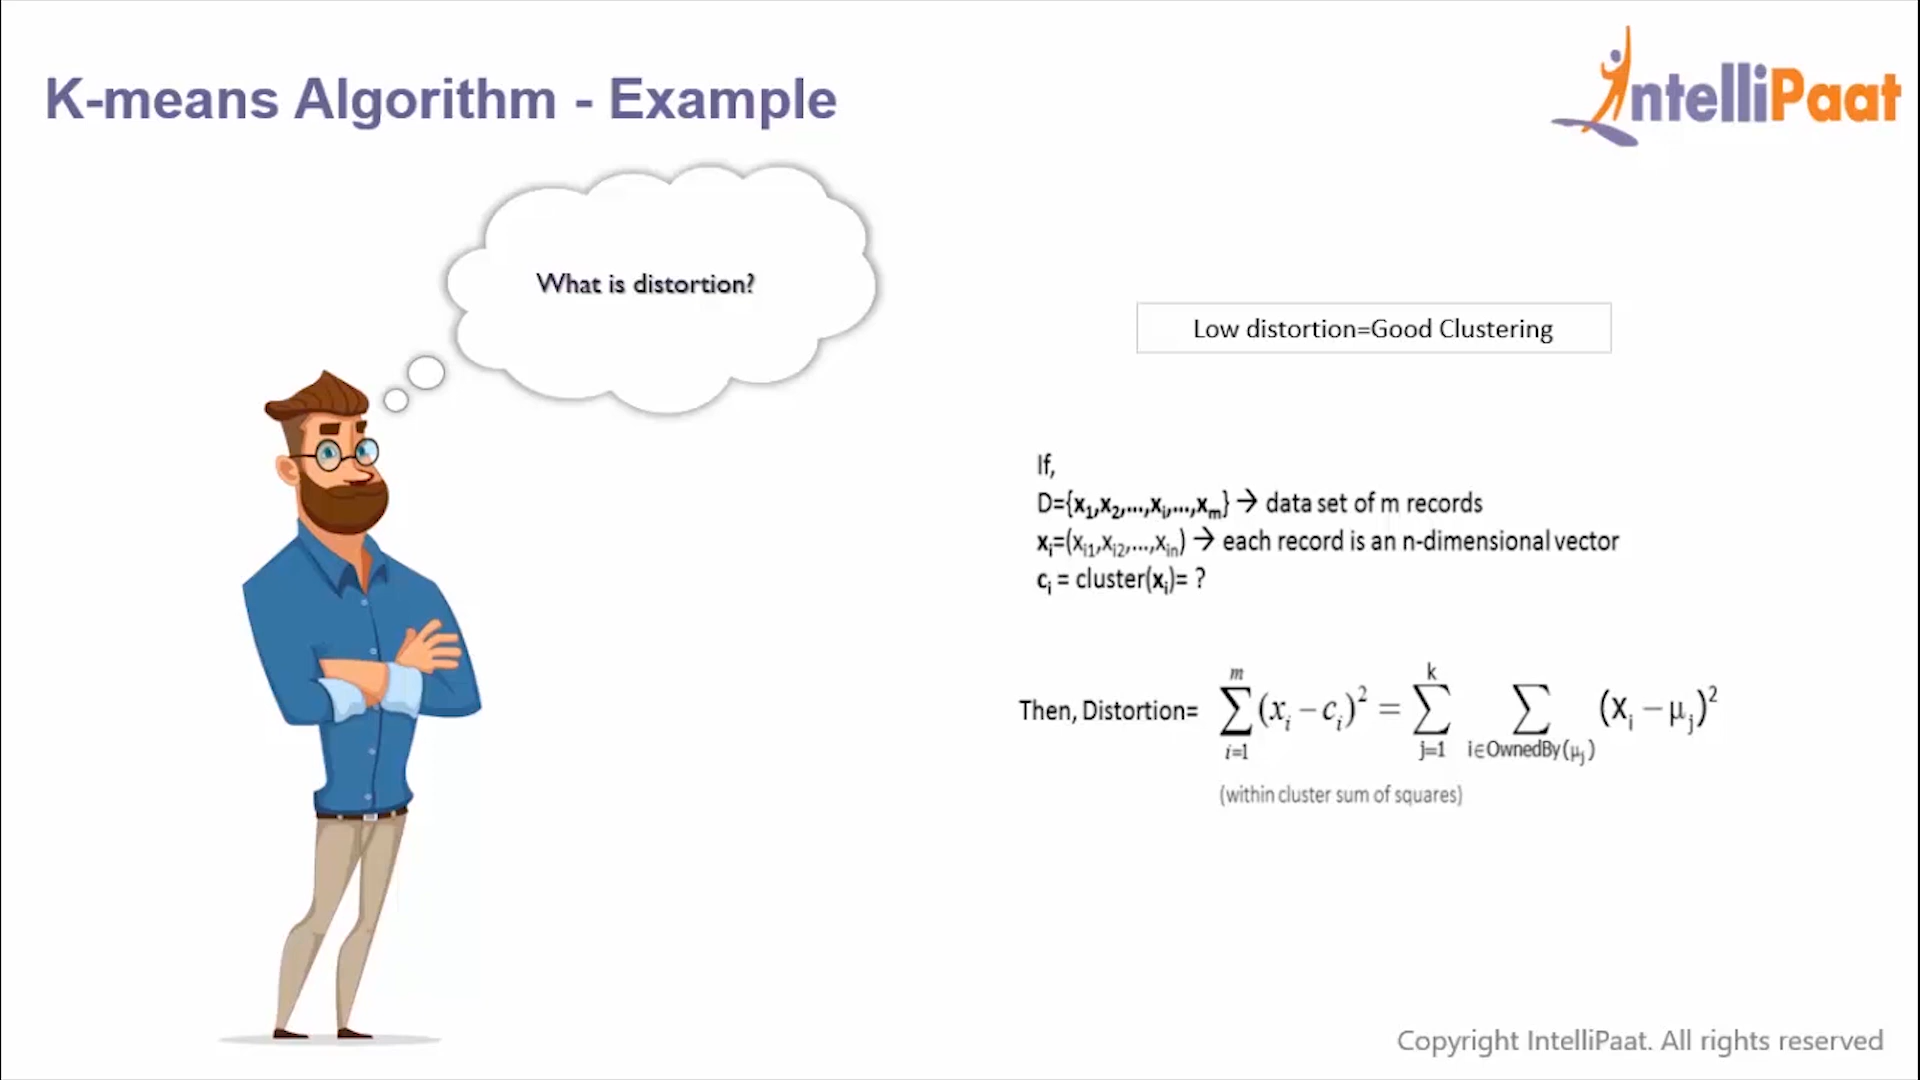 K-means Algorithm - Example
IntelliPaat
What is distortion?
Low distortion=Good Clustering
If,
D={x₁,x₂,...,xᵢ,...,xₘ} → data set of m records
xᵢ=(xᵢ₁,xᵢ₂,...,xᵢₙ) → each record is an n-dimensional vector
cᵢ = cluster(xᵢ)= ?
Then, Distortion= ∑ᵢ₌₁ᵐ (xᵢ − cᵢ)² = ∑ⱼ₌₁ᵏ ∑ i∈OwnedBy(μⱼ) (xᵢ − μⱼ)²
(within cluster sum of squares)
Copyright IntelliPaat. All rights reserved